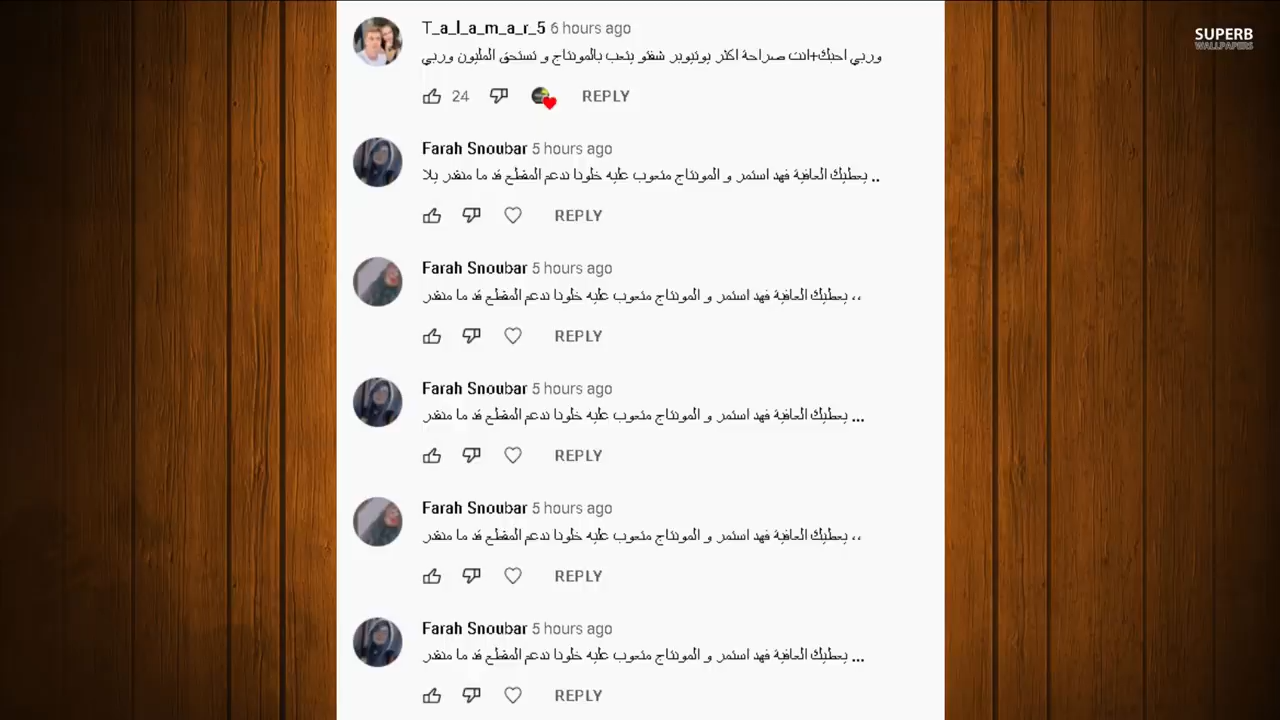 SUPERB
WALLPAPERS
T_a_l_a_m_a_r_5 6 hours ago
وربي احبك+انت صراحة اكثر يوتيوبر شفتو يتعب بالمونتاج و تستحق المليون وربي
24 REPLY
Farah Snoubar 5 hours ago
.. يعطيك العافية فهد استمر و المونتاج متعوب عليه خلونا ندعم المقطع قد ما منقدر يلا
REPLY
Farah Snoubar 5 hours ago
،، يعطيك العافية فهد استمر و المونتاج متعوب عليه خلونا ندعم المقطع قد ما منقدر
REPLY
Farah Snoubar 5 hours ago
... يعطيك العافية فهد استمر و المونتاج متعوب عليه خلونا ندعم المقطع قد ما منقدر
REPLY
Farah Snoubar 5 hours ago
،، يعطيك العافية فهد استمر و المونتاج متعوب عليه خلونا ندعم المقطع قد ما منقدر
REPLY
Farah Snoubar 5 hours ago
... يعطيك العافية فهد استمر و المونتاج متعوب عليه خلونا ندعم المقطع قد ما منقدر
REPLY